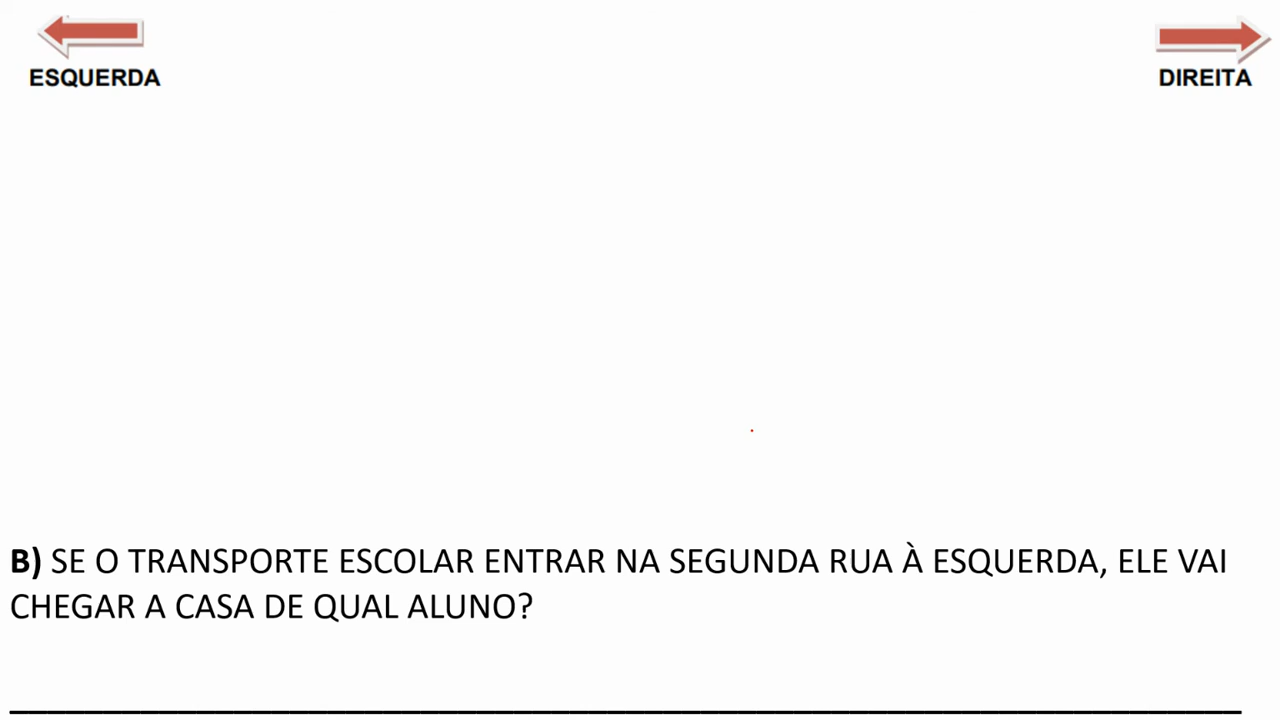 ESQUERDA
DIREITA
B) SE O TRANSPORTE ESCOLAR ENTRAR NA SEGUNDA RUA À ESQUERDA, ELE VAI
CHEGAR A CASA DE QUAL ALUNO?